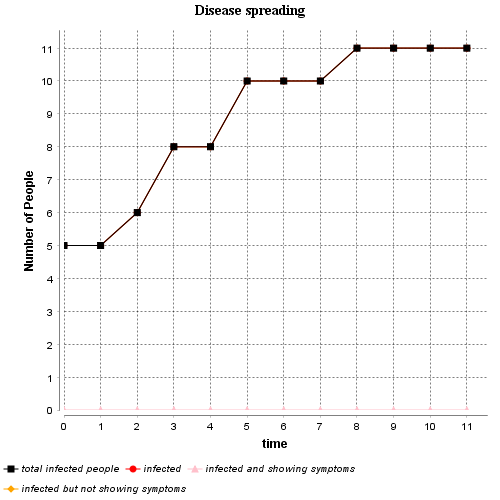 Disease spreading
Number of People
11
10
9
8
7
6
5
4
3
2
1
0
0 1 2 3 4 5 6 7 8 9 10 11
time
total infected people infected infected and showing symptoms
infected but not showing symptoms